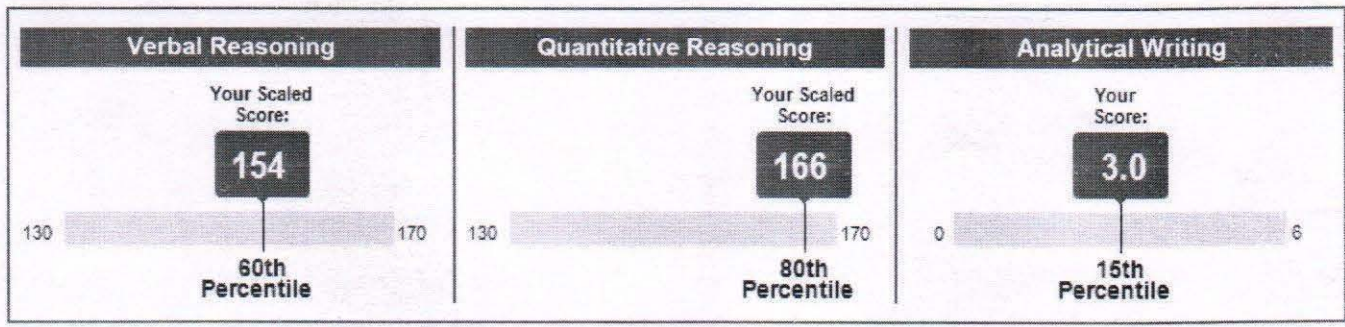 Verbal Reasoning
Your Scaled
Score:
154
130
170
60th
Percentile
Quantitative Reasoning
Your Scaled
Score:
166
130
170
80th
Percentile
Analytical Writing
Your
Score:
3.0
0
6
15th
Percentile